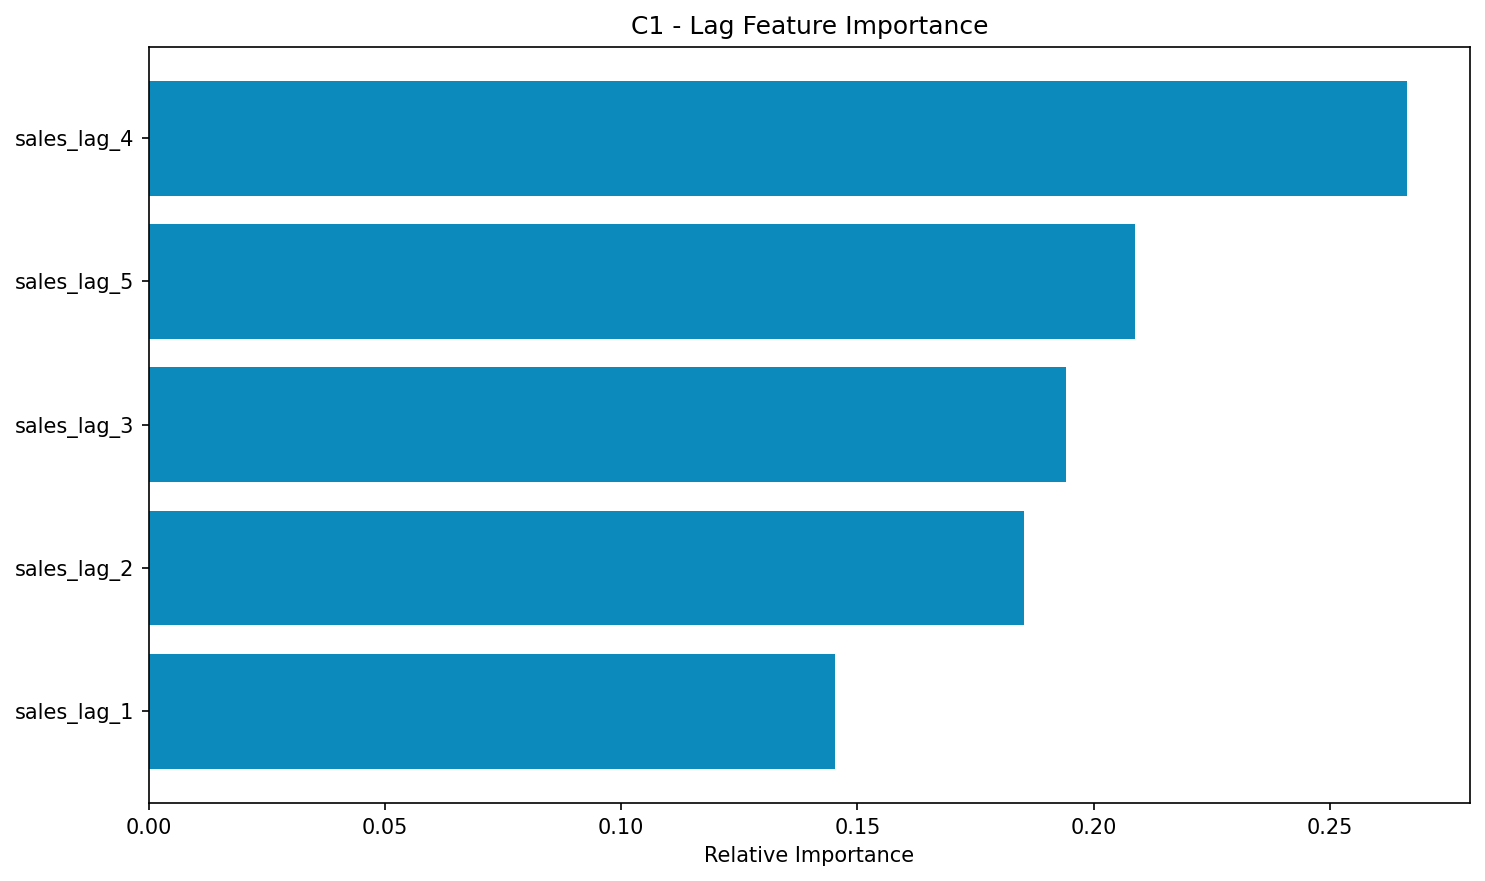 C1 - Lag Feature Importance
sales_lag_4
sales_lag_5
sales_lag_3
sales_lag_2
sales_lag_1
0.00 0.05 0.10 0.15 0.20 0.25
Relative Importance